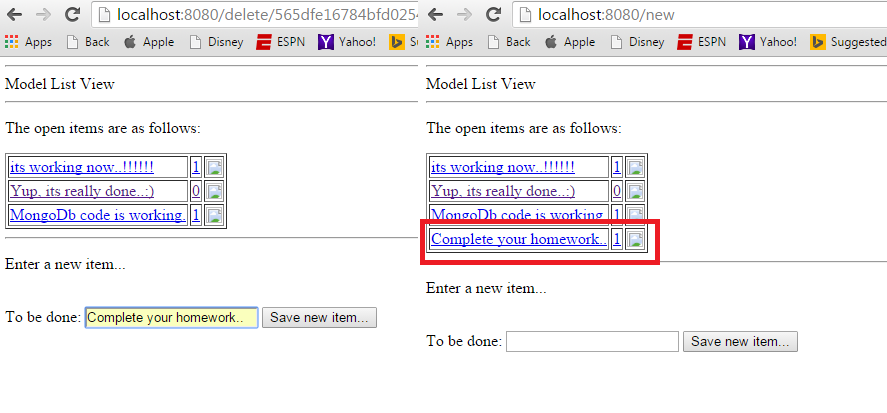 localhost:8080/delete/565dfe16784bfd0254
Apps Back Apple Disney ESPN Yahoo! Su
Model List View
The open items are as follows:
its working now..!!!!!! 1
Yup, its really done..:) 0
MongoDb code is working. 1
Enter a new item...
To be done: Complete your homework.. Save new item...
localhost:8080/new
Apps Back Apple Disney ESPN Yahoo! Suggested
Model List View
The open items are as follows:
its working now..!!!!!! 1
Yup, its really done..:) 0
MongoDb code is working. 1
Complete your homework.. 1
Enter a new item...
To be done: Save new item...